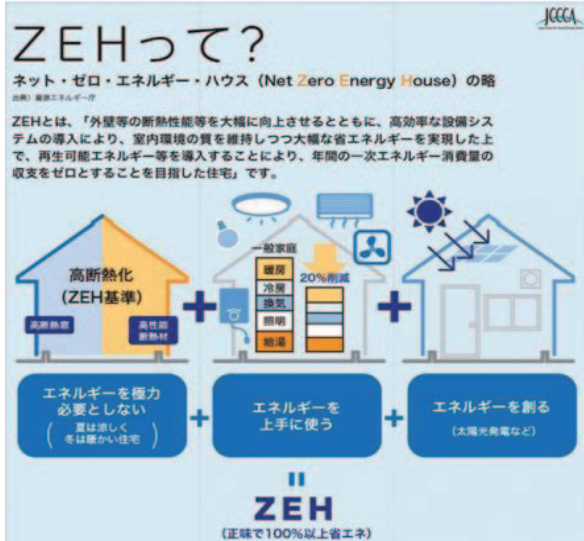 JCCCA
ZEHって?
ネット・ゼロ・エネルギー・ハウス(Net Zero Energy House)の略
出典)資源エネルギー庁
ZEHとは、「外壁等の断熱性能等を大幅に向上させるとともに、高効率な設備シス
テムの導入により、室内環境の質を維持しつつ大幅な省エネルギーを実現した上
で、再生可能エネルギー等を導入することにより、年間の一次エネルギー消費量の
収支をゼロとすることを目指した住宅」です。
高断熱化
(ZEH基準)
高断熱窓
高性能
断熱材
一般家庭
暖房
冷房
換気
照明
給湯
20%削減
エネルギーを極力
必要としない
(夏は涼しく
冬は暖かい住宅)
エネルギーを
上手に使う
エネルギーを創る
(太陽光発電など)
ZEH
(正味で100%以上省エネ)